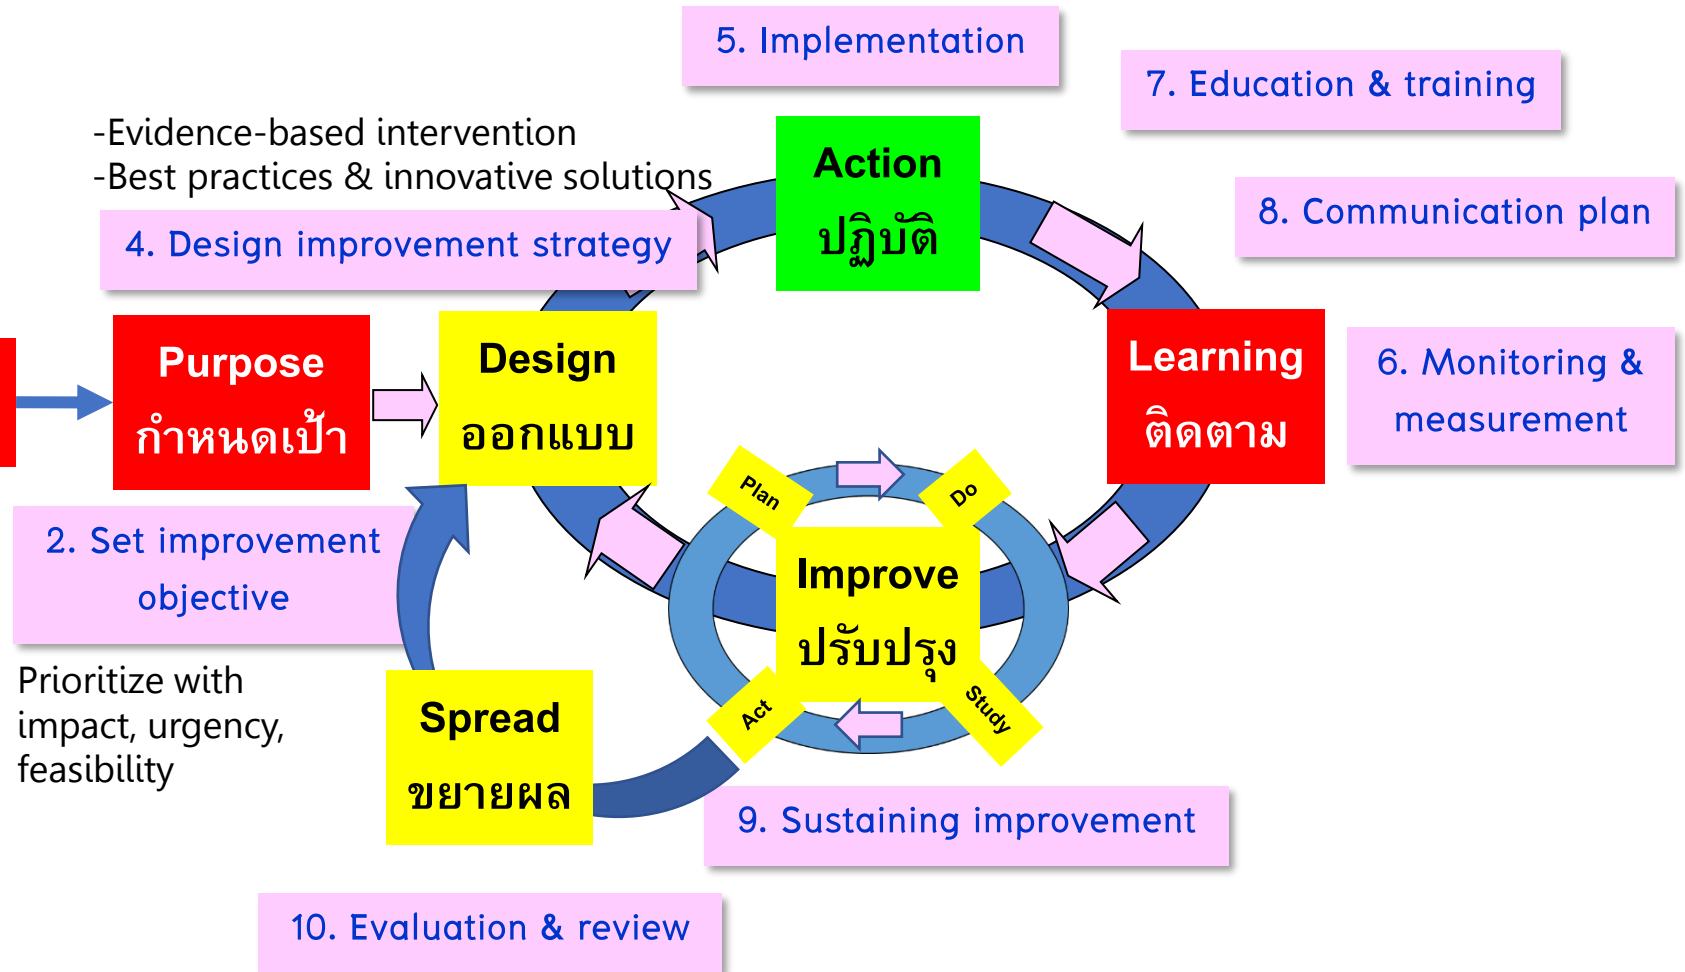 5. Implementation
7. Education & training
-Evidence-based intervention
-Best practices & innovative solutions
Action
ปฏิบัติ
8. Communication plan
4. Design improvement strategy
Purpose
กำหนดเป้า
Design
ออกแบบ
Learning
ติดตาม
6. Monitoring &
measurement
Plan
Do
2. Set improvement
objective
Improve
ปรับปรุง
Prioritize with
impact, urgency,
feasibility
Spread
ขยายผล
Act
Study
9. Sustaining improvement
10. Evaluation & review